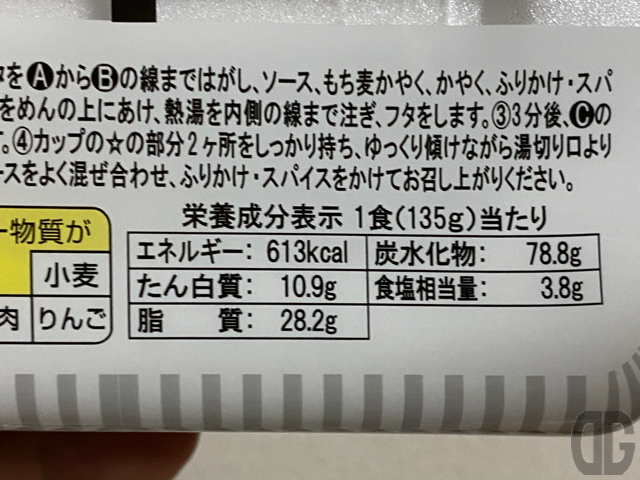 をAからBの線まではがし、ソース、もち麦かやく、かやく、ふりかけ・スパ
をめんの上にあけ、熱湯を内側の線まで注ぎ、フタをします。③3分後、Cの
。④カップの☆の部分2ヶ所をしっかり持ち、ゆっくり傾けながら湯切り口より
ースをよく混ぜ合わせ、ふりかけ・スパイスをかけてお召し上がりください。
栄養成分表示 1食(135g)当たり
ー物質が
エネルギー: 613kcal 炭水化物: 78.8g
小麦
たん白質: 10.9g 食塩相当量: 3.8g
肉 りんご
脂 質: 28.2g
DG